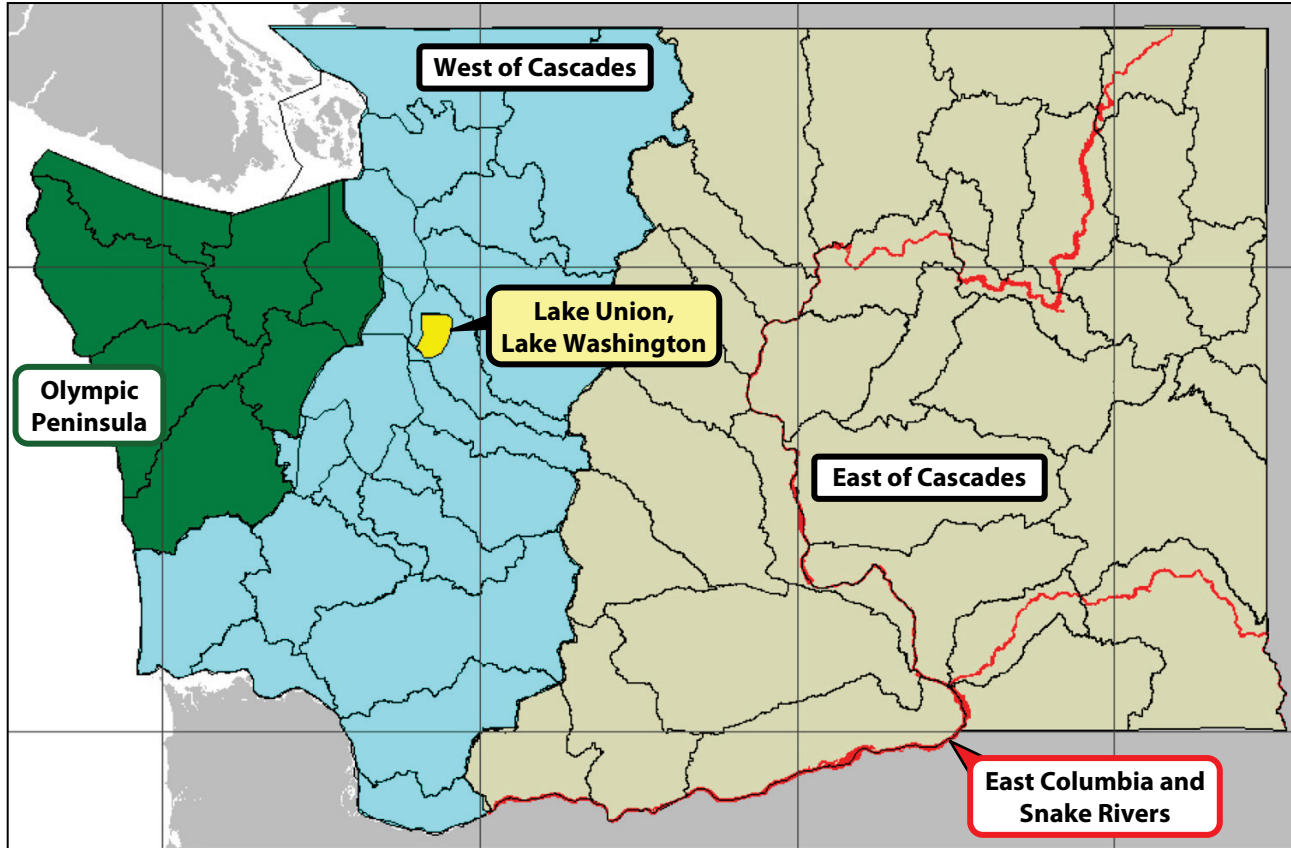 West of Cascades
Lake Union,
Lake Washington
Olympic
Peninsula
East of Cascades
East Columbia and
Snake Rivers